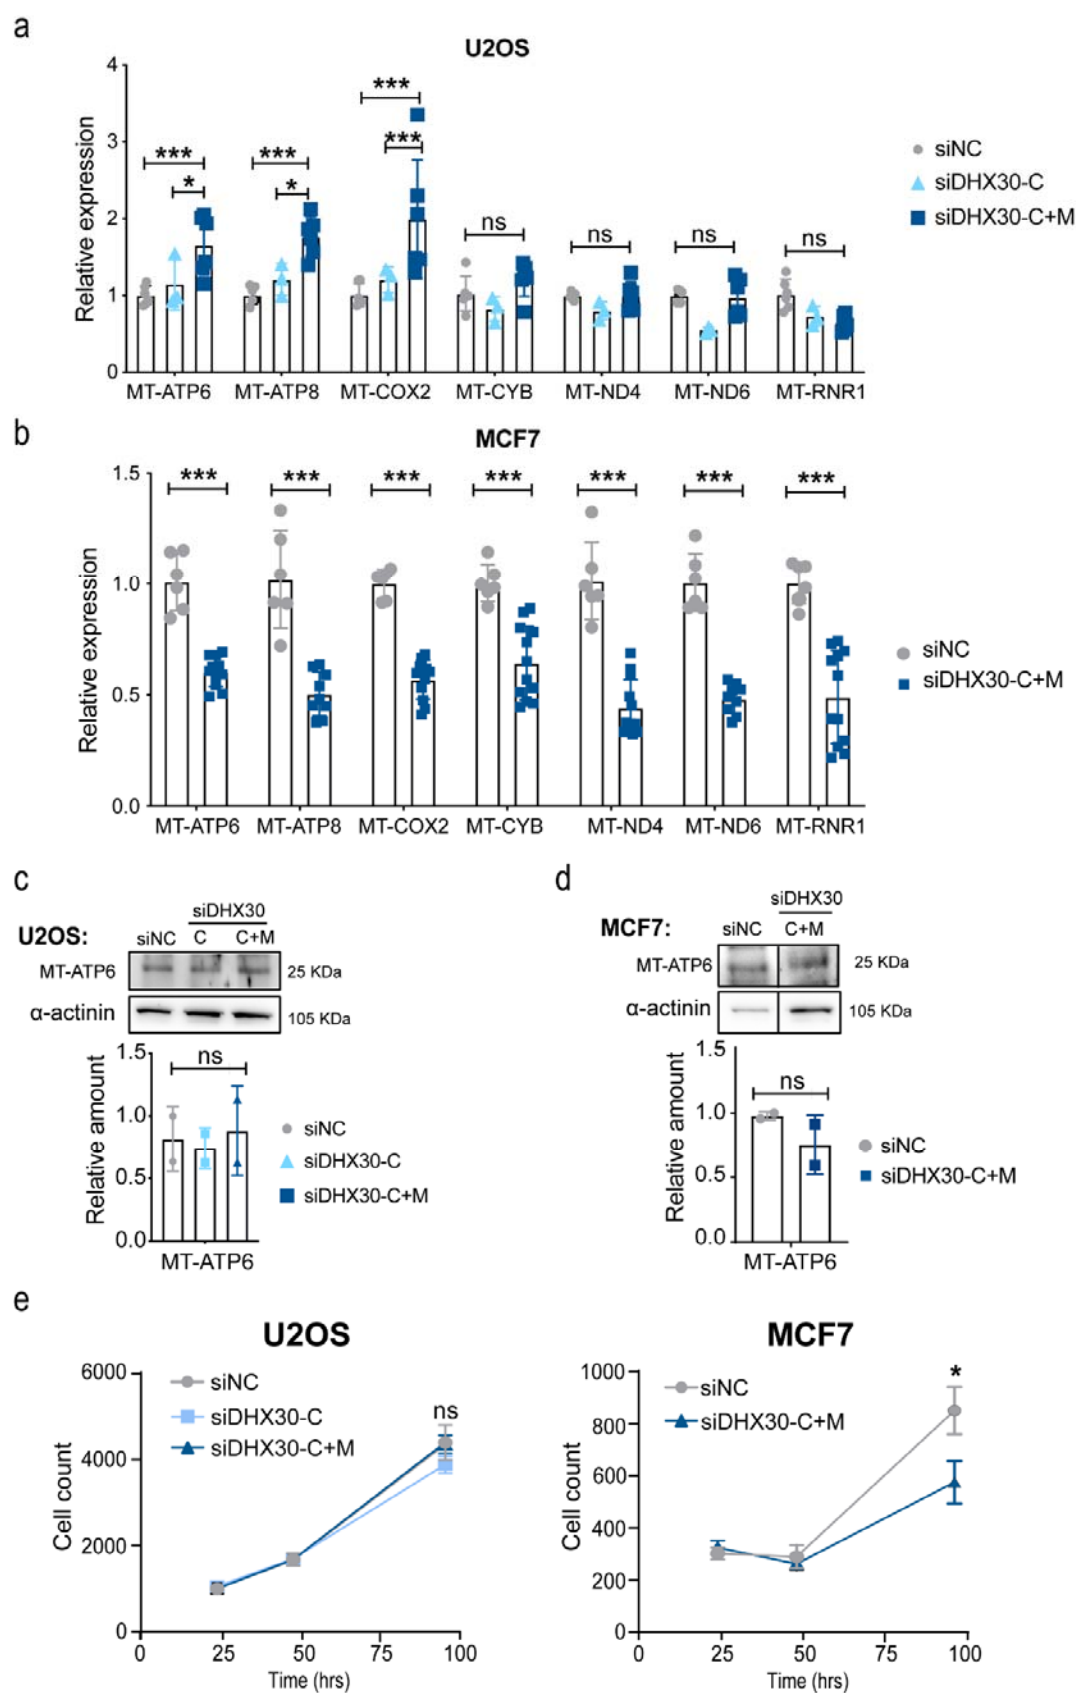 a
U2OS
Relative expression
4
3
2
1
0
***
*
***
*
***
***
ns
ns
ns
ns
siNC
siDHX30-C
siDHX30-C+M
MT-ATP6 MT-ATP8 MT-COX2 MT-CYB MT-ND4 MT-ND6 MT-RNR1
b
MCF7
Relative expression
1.5
1.0
0.5
0.0
*** *** *** *** *** *** ***
siNC
siDHX30-C+M
MT-ATP6 MT-ATP8 MT-COX2 MT-CYB MT-ND4 MT-ND6 MT-RNR1
c
siDHX30
U2OS: siNC C C+M
MT-ATP6 25 KDa
α-actinin 105 KDa
Relative amount
1.5
1.0
0.5
0.0
ns
siNC
siDHX30-C
siDHX30-C+M
MT-ATP6
d
siDHX30
MCF7: siNC C+M
MT-ATP6 25 KDa
α-actinin 105 KDa
Relative amount
1.5
1.0
0.5
0.0
ns
siNC
siDHX30-C+M
MT-ATP6
e
U2OS
Cell count
6000
4000
2000
0
siNC
siDHX30-C
siDHX30-C+M
ns
0 25 50 75 100
Time (hrs)
MCF7
Cell count
1000
800
600
400
200
0
siNC
siDHX30-C+M
*
0 25 50 75 100
Time (hrs)